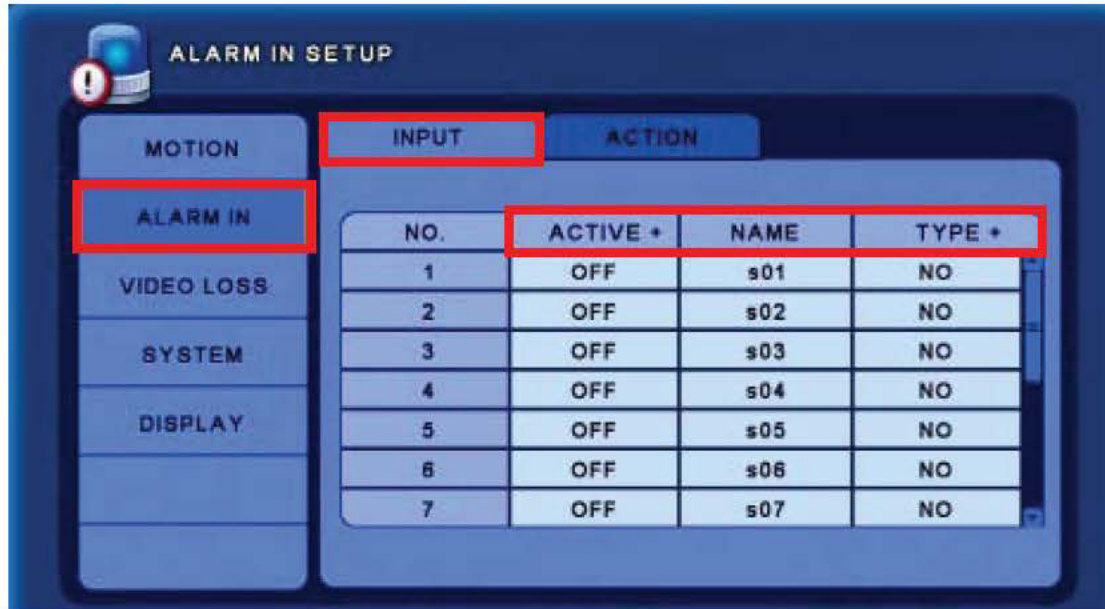 ALARM IN SETUP
MOTION
ALARM IN
VIDEO LOSS
SYSTEM
DISPLAY
INPUT ACTION
NO. ACTIVE + NAME TYPE +
1 OFF s01 NO
2 OFF s02 NO
3 OFF s03 NO
4 OFF s04 NO
5 OFF s05 NO
6 OFF s06 NO
7 OFF s07 NO